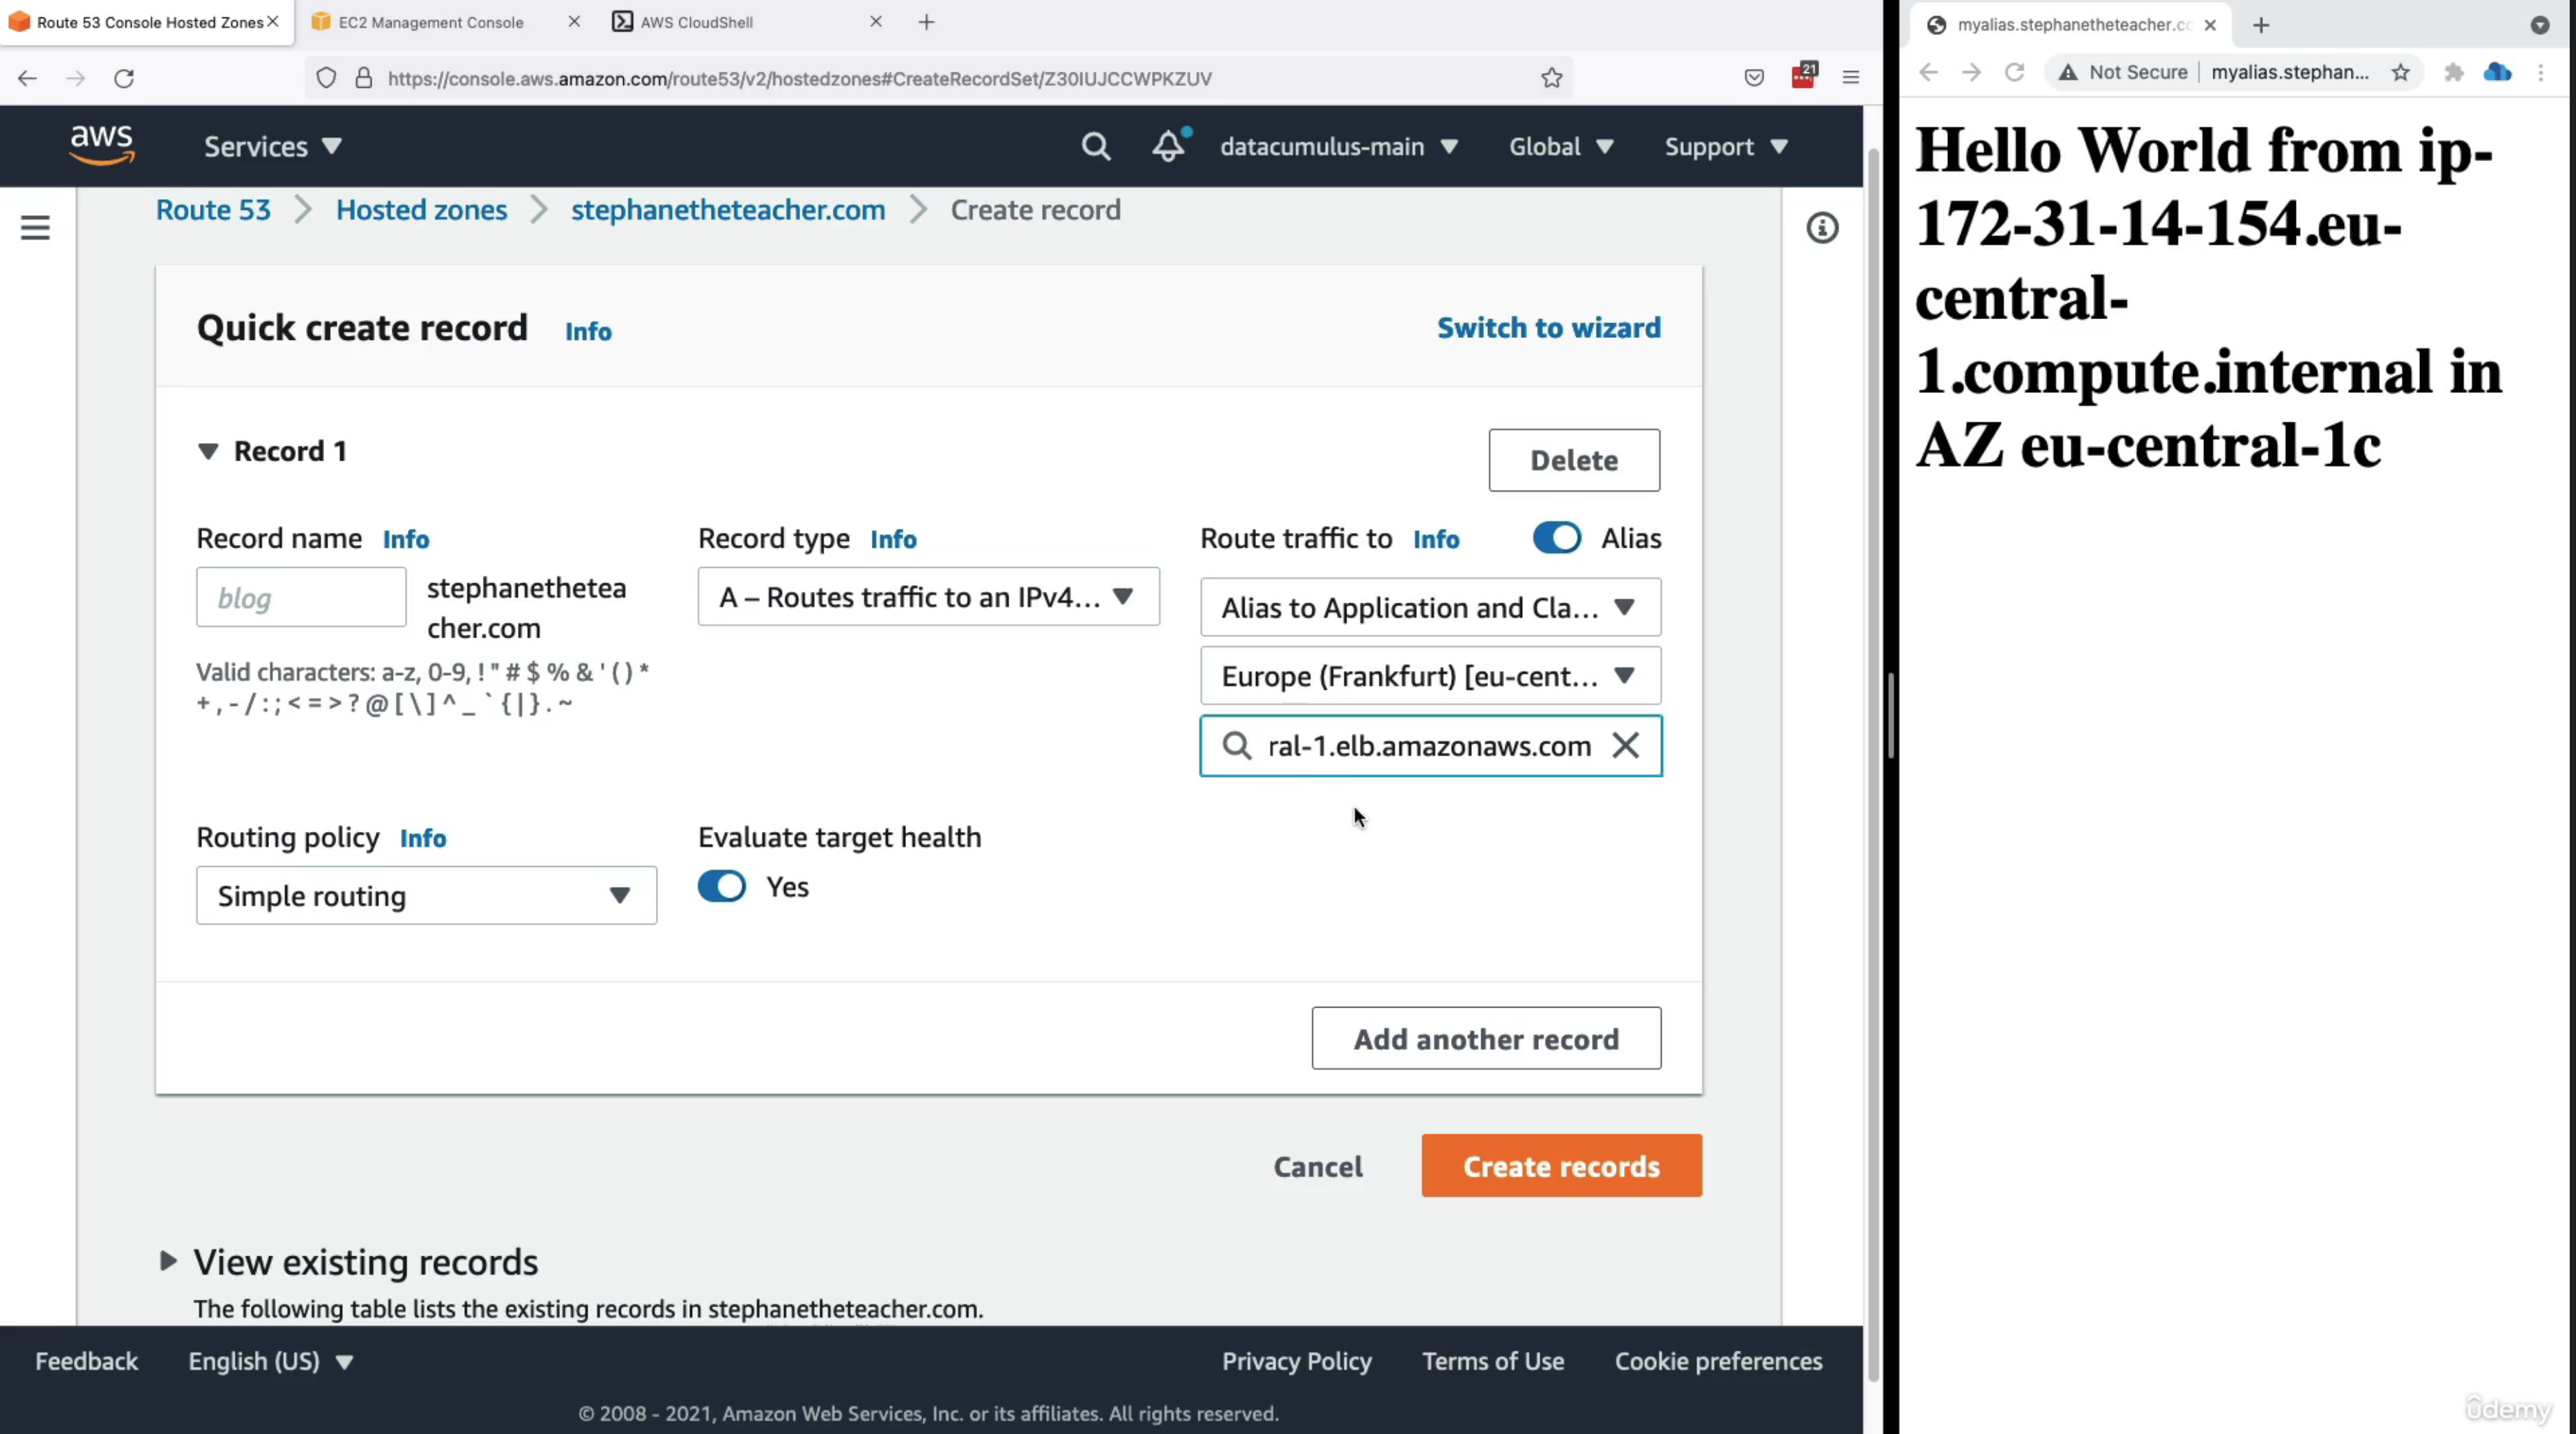 Route 53 Console Hosted Zones
EC2 Management Console
AWS CloudShell
myalias.stephanetheteacher.cc
https://console.aws.amazon.com/route53/v2/hostedzones#CreateRecordSet/Z30IUJCCWPKZUV
21
Not Secure
myalias.stephan...
aws
Services
datacumulus-main
Global
Support
Route 53
Hosted zones
stephanetheteacher.com
Create record
Quick create record
Info
Switch to wizard
Record 1
Delete
Record name Info
blog
stephanethetea
cher.com
Valid characters: a-z, 0-9, ! " # $ % & ' ( ) *
+ , - / : ; < = > ? @ [ \ ] ^ _ ` { | } . ~
Record type Info
A – Routes traffic to an IPv4...
Route traffic to Info
Alias
Alias to Application and Cla...
Europe (Frankfurt) [eu-cent...
ral-1.elb.amazonaws.com
Routing policy Info
Simple routing
Evaluate target health
Yes
Add another record
Cancel
Create records
View existing records
The following table lists the existing records in stephanetheteacher.com.
Feedback
English (US)
Privacy Policy
Terms of Use
Cookie preferences
© 2008 - 2021, Amazon Web Services, Inc. or its affiliates. All rights reserved.
Hello World from ip-
172-31-14-154.eu-
central-
1.compute.internal in
AZ eu-central-1c
udemy